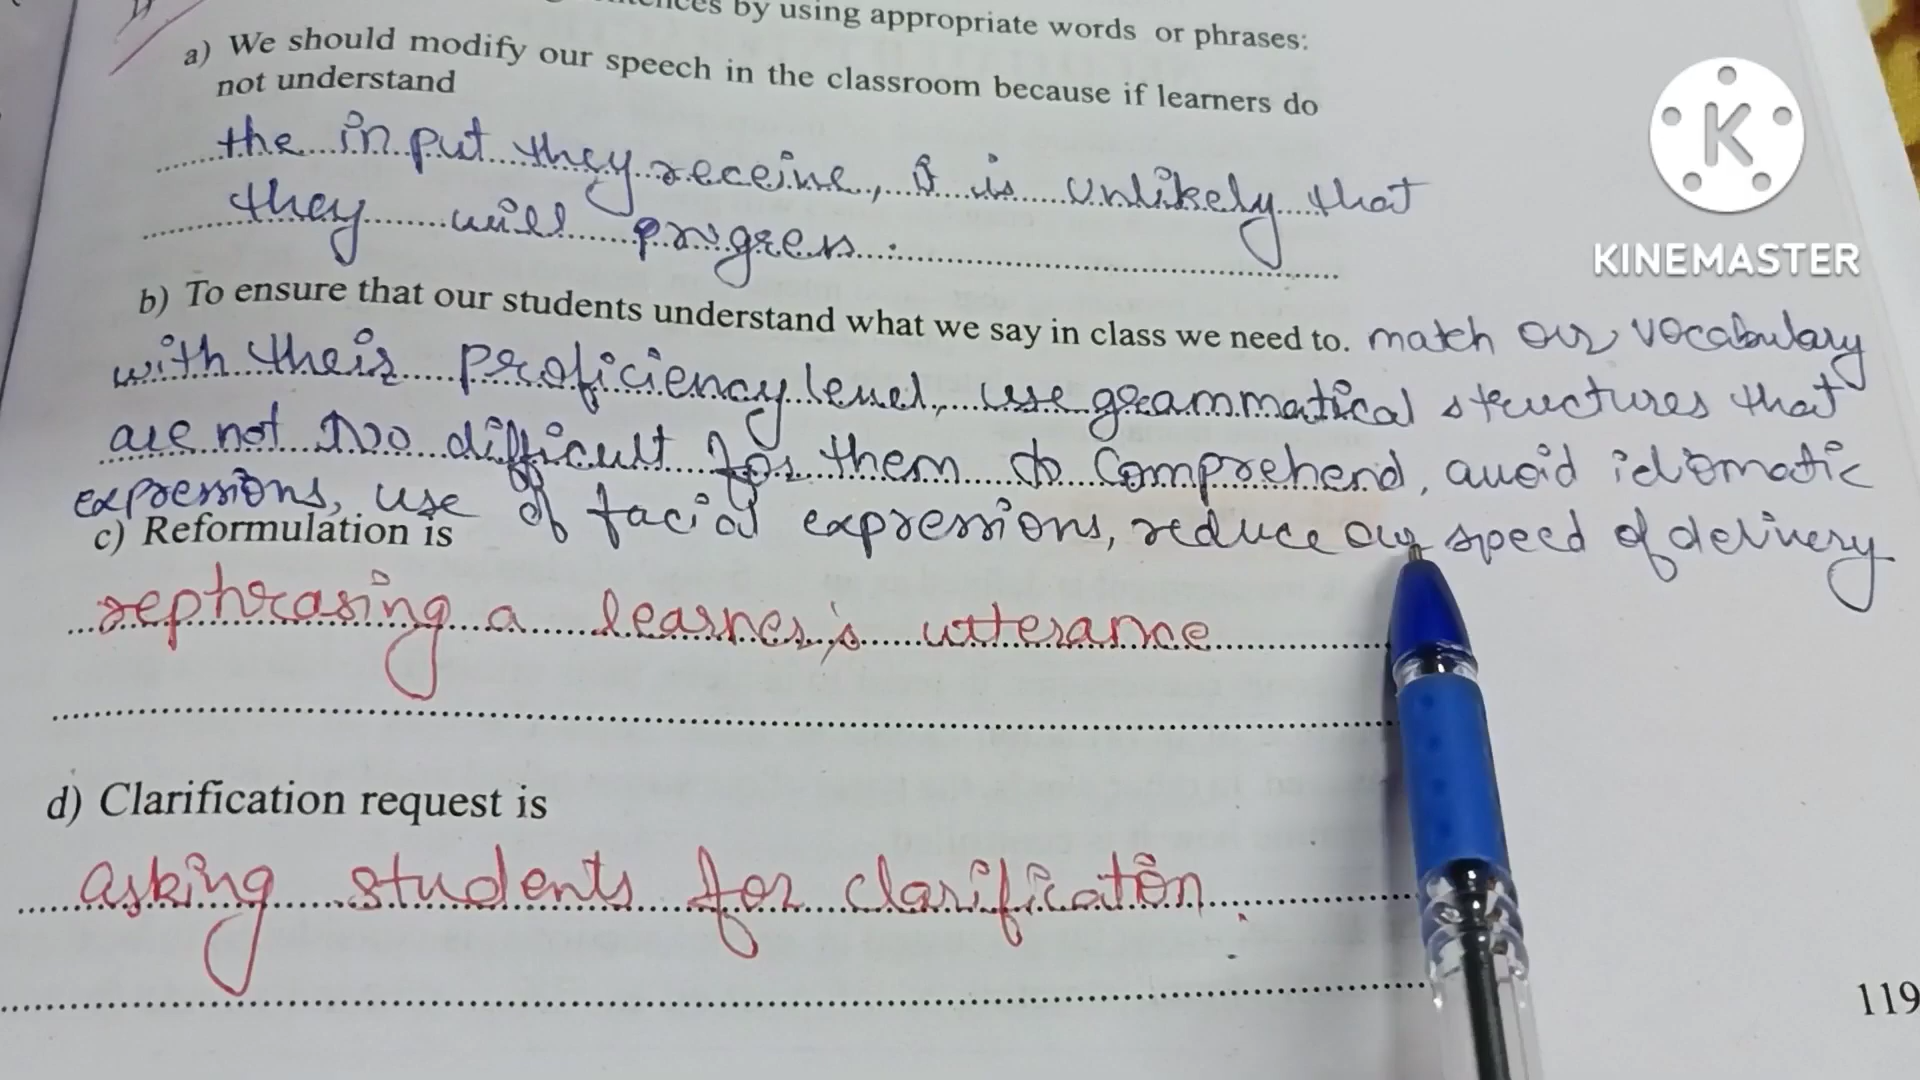 by using appropriate words or phrases:
a) We should modify our speech in the classroom because if learners do
not understand
the input they receive, it is unlikely that
they will progress.
b) To ensure that our students understand what we say in class we need to. match our vocabulary
with their proficiency level, use grammatical structures that
are not too difficult for them to comprehend, avoid idiomatic
expressions, use of facial expressions, reduce our speed of delivery
c) Reformulation is
rephrasing a learner's utterance
d) Clarification request is
asking students for clarification.
119
K
KINEMASTER